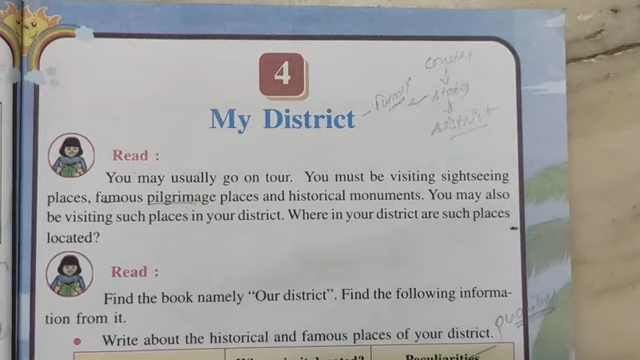 4
My District
Read :
You may usually go on tour. You must be visiting sightseeing
places, famous pilgrimage places and historical monuments. You may also
be visiting such places in your district. Where in your district are such places
located?
Read :
Find the book namely “Our district”. Find the following informa-
tion from it.
• Write about the historical and famous places of your district.
Peculiarities